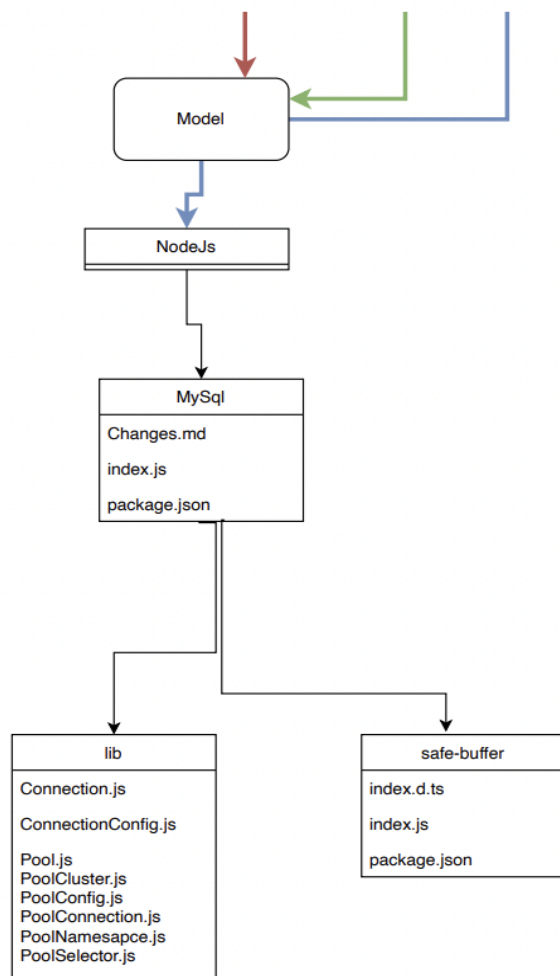 Model
NodeJs
MySql
Changes.md
index.js
package.json
lib
Connection.js
ConnectionConfig.js
Pool.js
PoolCluster.js
PoolConfig.js
PoolConnection.js
PoolNamesapce.js
PoolSelector.js
safe-buffer
index.d.ts
index.js
package.json